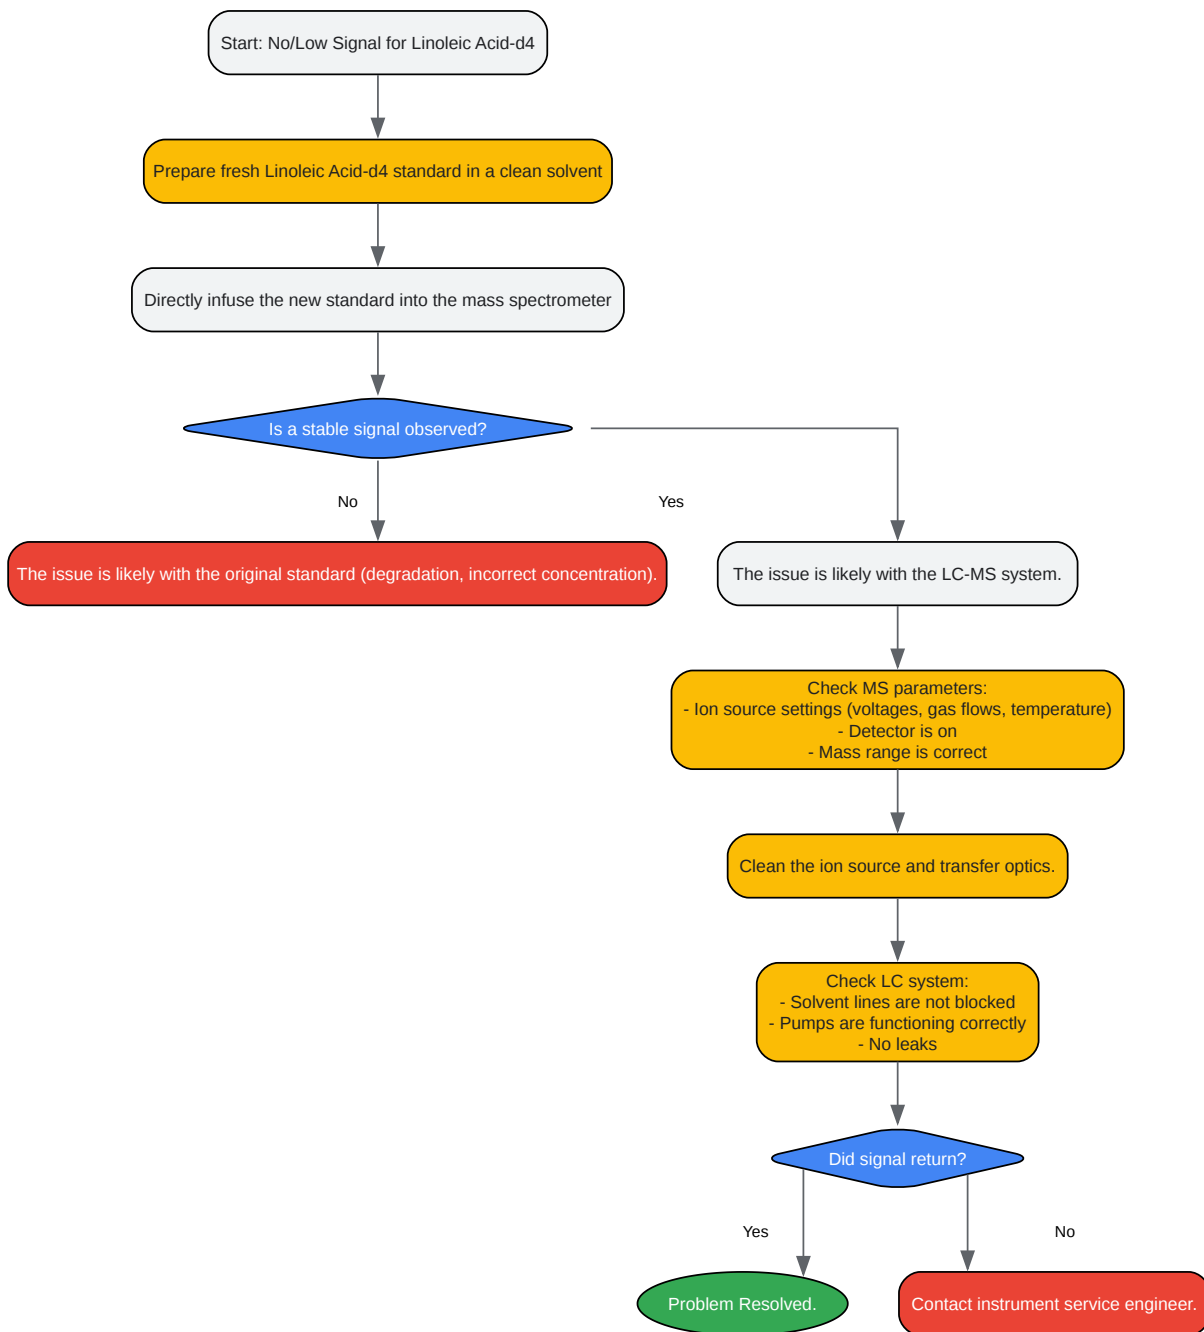 Start: No/Low Signal for Linoleic Acid-d4
Prepare fresh Linoleic Acid-d4 standard in a clean solvent
Directly infuse the new standard into the mass spectrometer
Is a stable signal observed?
No
Yes
The issue is likely with the original standard (degradation, incorrect concentration).
The issue is likely with the LC-MS system.
Check MS parameters:
- Ion source settings (voltages, gas flows, temperature)
- Detector is on
- Mass range is correct
Clean the ion source and transfer optics.
Check LC system:
- Solvent lines are not blocked
- Pumps are functioning correctly
- No leaks
Did signal return?
Yes
No
Problem Resolved.
Contact instrument service engineer.